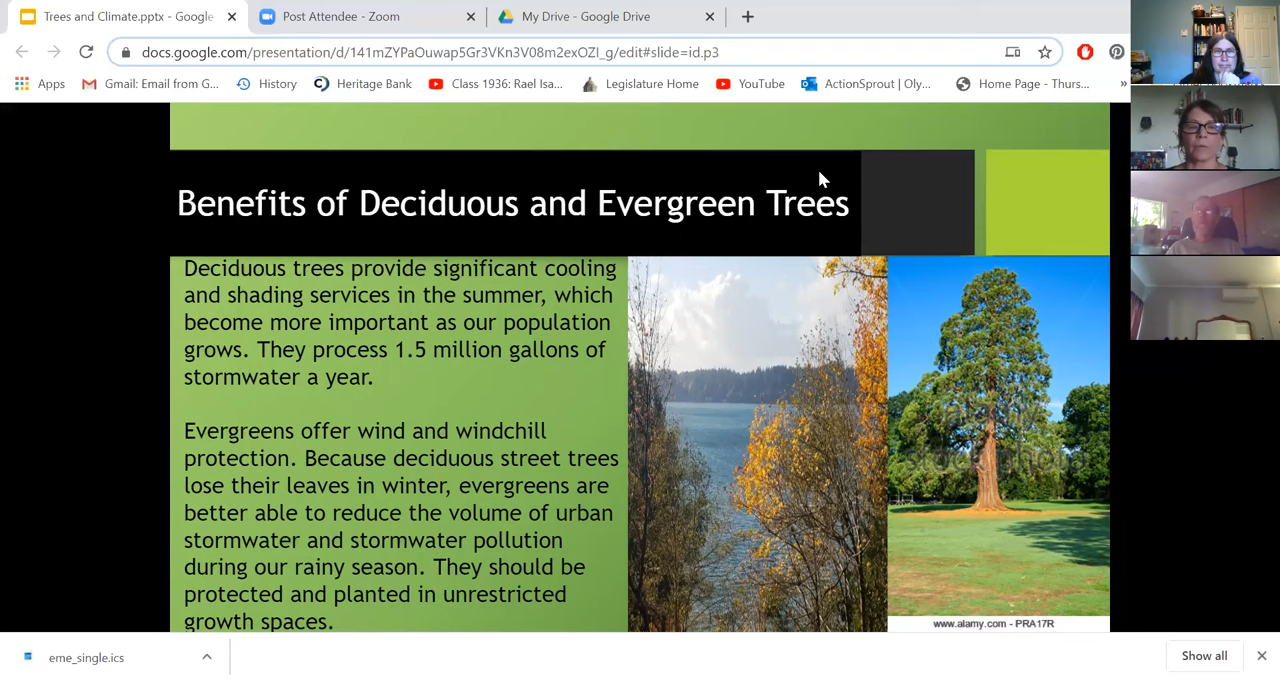 Trees and Climate.pptx - Google
Post Attendee - Zoom
My Drive - Google Drive
docs.google.com/presentation/d/141mZYPaOuwap5Gr3VKn3V08m2exOZI_g/edit#slide=id.p3
Apps
Gmail: Email from G...
History
Heritage Bank
Class 1936: Rael Isa...
Legislature Home
YouTube
ActionSprout | Oly...
Home Page - Thurs...
»
Benefits of Deciduous and Evergreen Trees
Deciduous trees provide significant cooling
and shading services in the summer, which
become more important as our population
grows. They process 1.5 million gallons of
stormwater a year.
Evergreens offer wind and windchill
protection. Because deciduous street trees
lose their leaves in winter, evergreens are
better able to reduce the volume of urban
stormwater and stormwater pollution
during our rainy season. They should be
protected and planted in unrestricted
growth spaces.
www.alamy.com - PRA17R
eme_single.ics
Show all